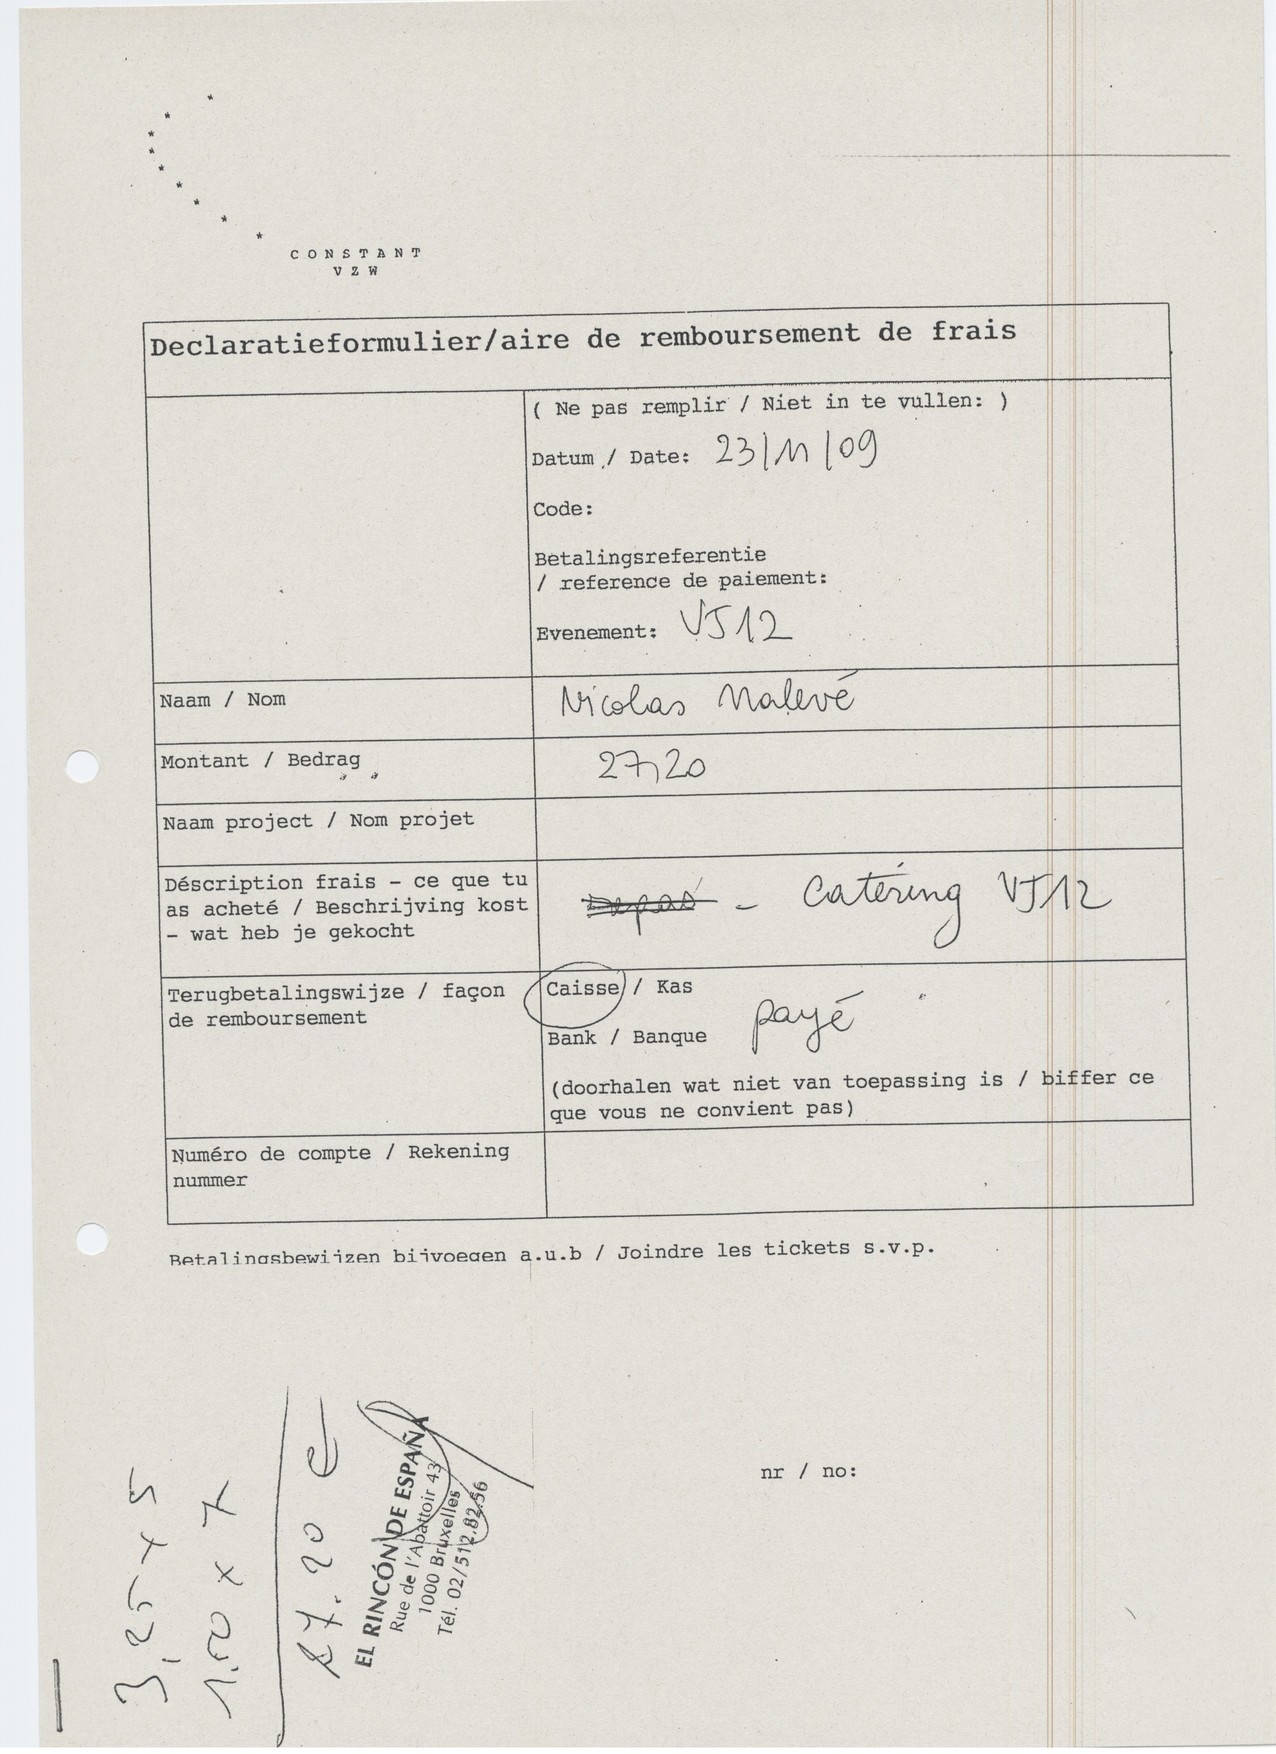 CONSTANT
VZW
Declaratieformulier/aire de remboursement de frais
( Ne pas remplir / Niet in te vullen: )
Datum / Date: 23/11/09
Code:
Betalingsreferentie
/ reference de paiement:
Evenement: VJ12
Naam / Nom
Nicolas Malevé
Montant / Bedrag
27,20
Naam project / Nom projet
Déscription frais - ce que tu
as acheté / Beschrijving kost
- wat heb je gekocht
- Catering VJ12
Terugbetalingswijze / façon
de remboursement
Caisse / Kas
Bank / Banque
payé
(doorhalen wat niet van toepassing is / biffer ce
que vous ne convient pas)
Numéro de compte / Rekening
nummer
Betalingsbewijzen bijvoegen a.u.b / Joindre les tickets s.v.p.
nr / no:
3,25 x 5
1.50 x 7
27.20 €
EL RINCÓN DE ESPAÑA
Rue de l'Abattoir 43
1000 Bruxelles
Tél. 02/512.82.56